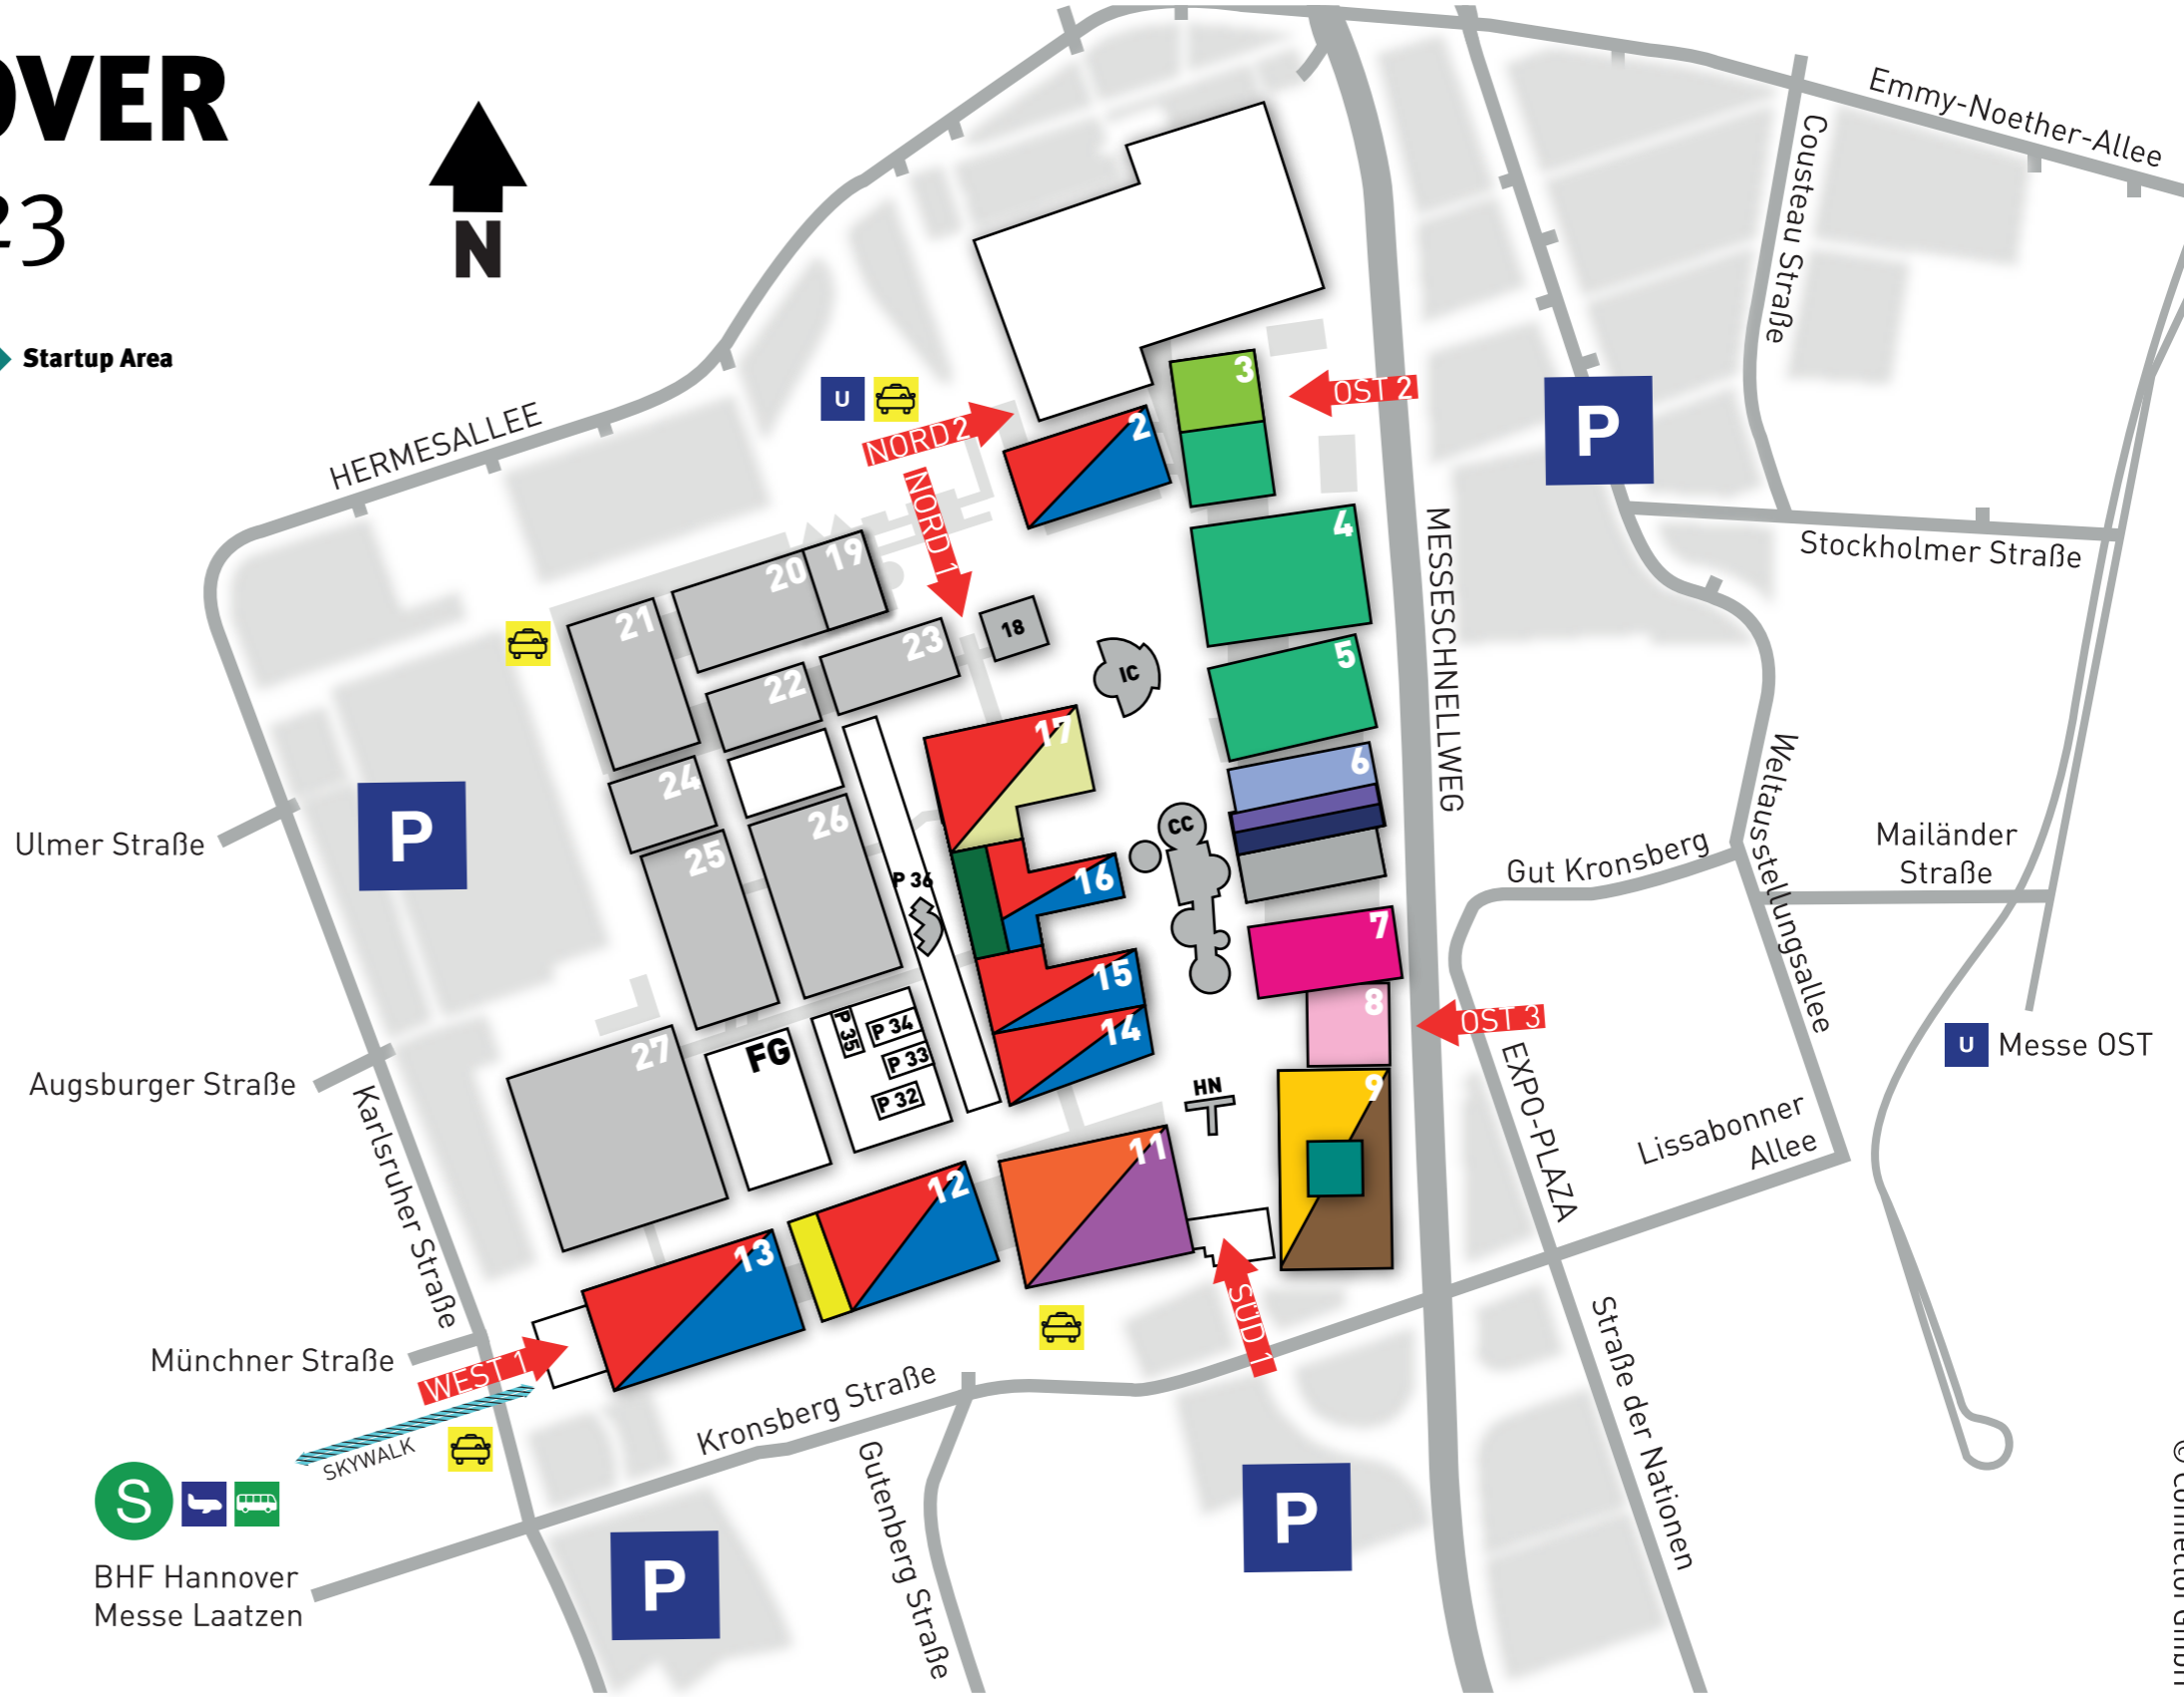 OVER
23
N
Startup Area
Emmy-Noether-Allee
Cousteau Straße
HERMESALLEE
U
NORD 2
NORD 1
OST 2
P
3
2
4
5
Stockholmer Straße
MESSESCHNELLWEG
19
20
21
23
22
18
IC
17
6
24
26
25
P
Ulmer Straße
CC
P 36
16
Weltausstellungsallee
Gut Kronsberg
Mailänder
Straße
7
8
OST 3
15
14
27
FG
P 35
P 34
P 33
P 32
HN
9
U Messe OST
Augsburger Straße
Karlsruher Straße
EXPO-PLAZA
Lissabonner
Allee
11
12
13
SÜD 1
Münchner Straße
WEST 1
SKYWALK
Kronsberg Straße
Gutenberg Straße
Straße der Nationen
S
BHF Hannover
Messe Laatzen
P
P
© Connector GmbH